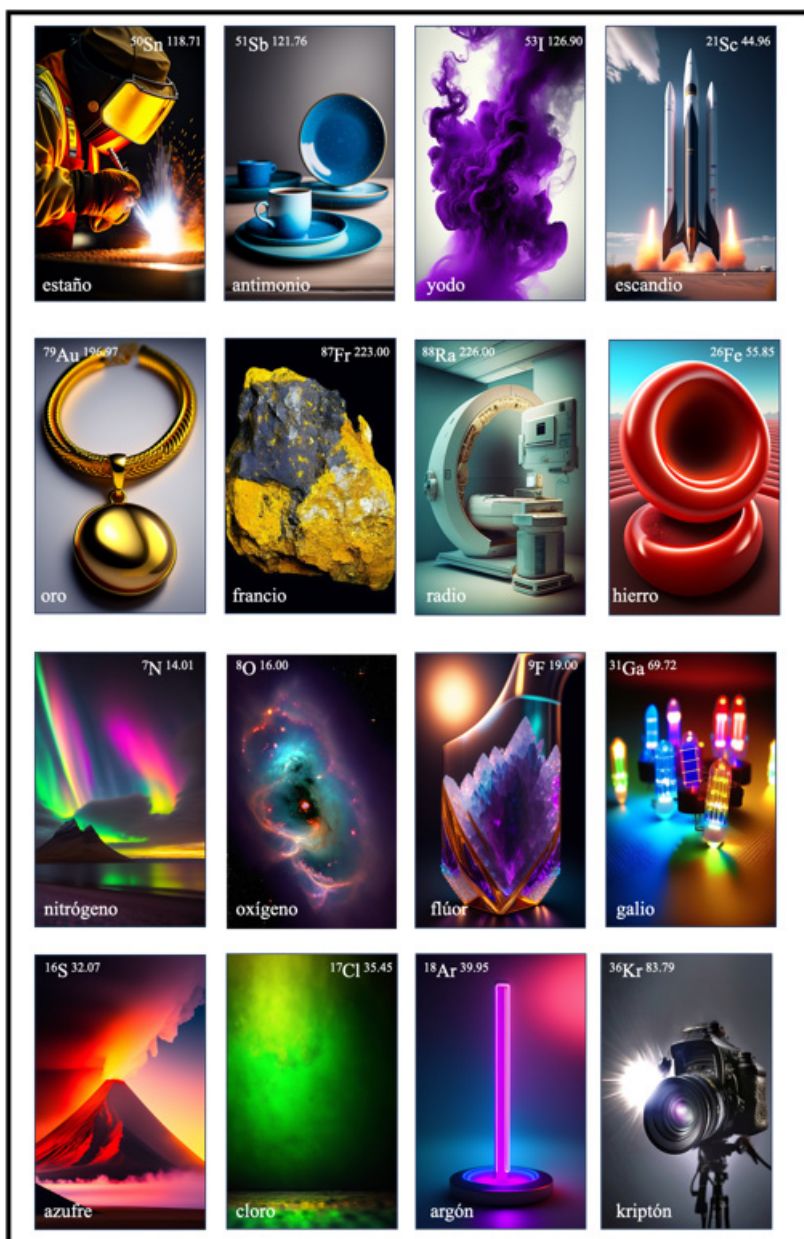 50Sn 118.71
estaño
51Sb 121.76
antimonio
53I 126.90
yodo
21Sc 44.96
escandio
79Au 196.97
oro
87Fr 223.00
francio
88Ra 226.00
radio
26Fe 55.85
hierro
7N 14.01
nitrógeno
8O 16.00
oxígeno
9F 19.00
flúor
31Ga 69.72
galio
16S 32.07
azufre
17Cl 35.45
cloro
18Ar 39.95
argón
36Kr 83.79
kriptón